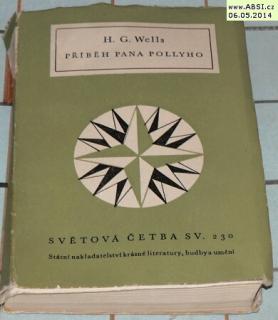 www.ABSI.cz
06.05.2014
H. G. Wells
PŘÍBĚH PANA POLLYHO
SVĚTOVÁ ČETBA SV. 230
Státní nakladatelství krásné literatury, hudby a umění